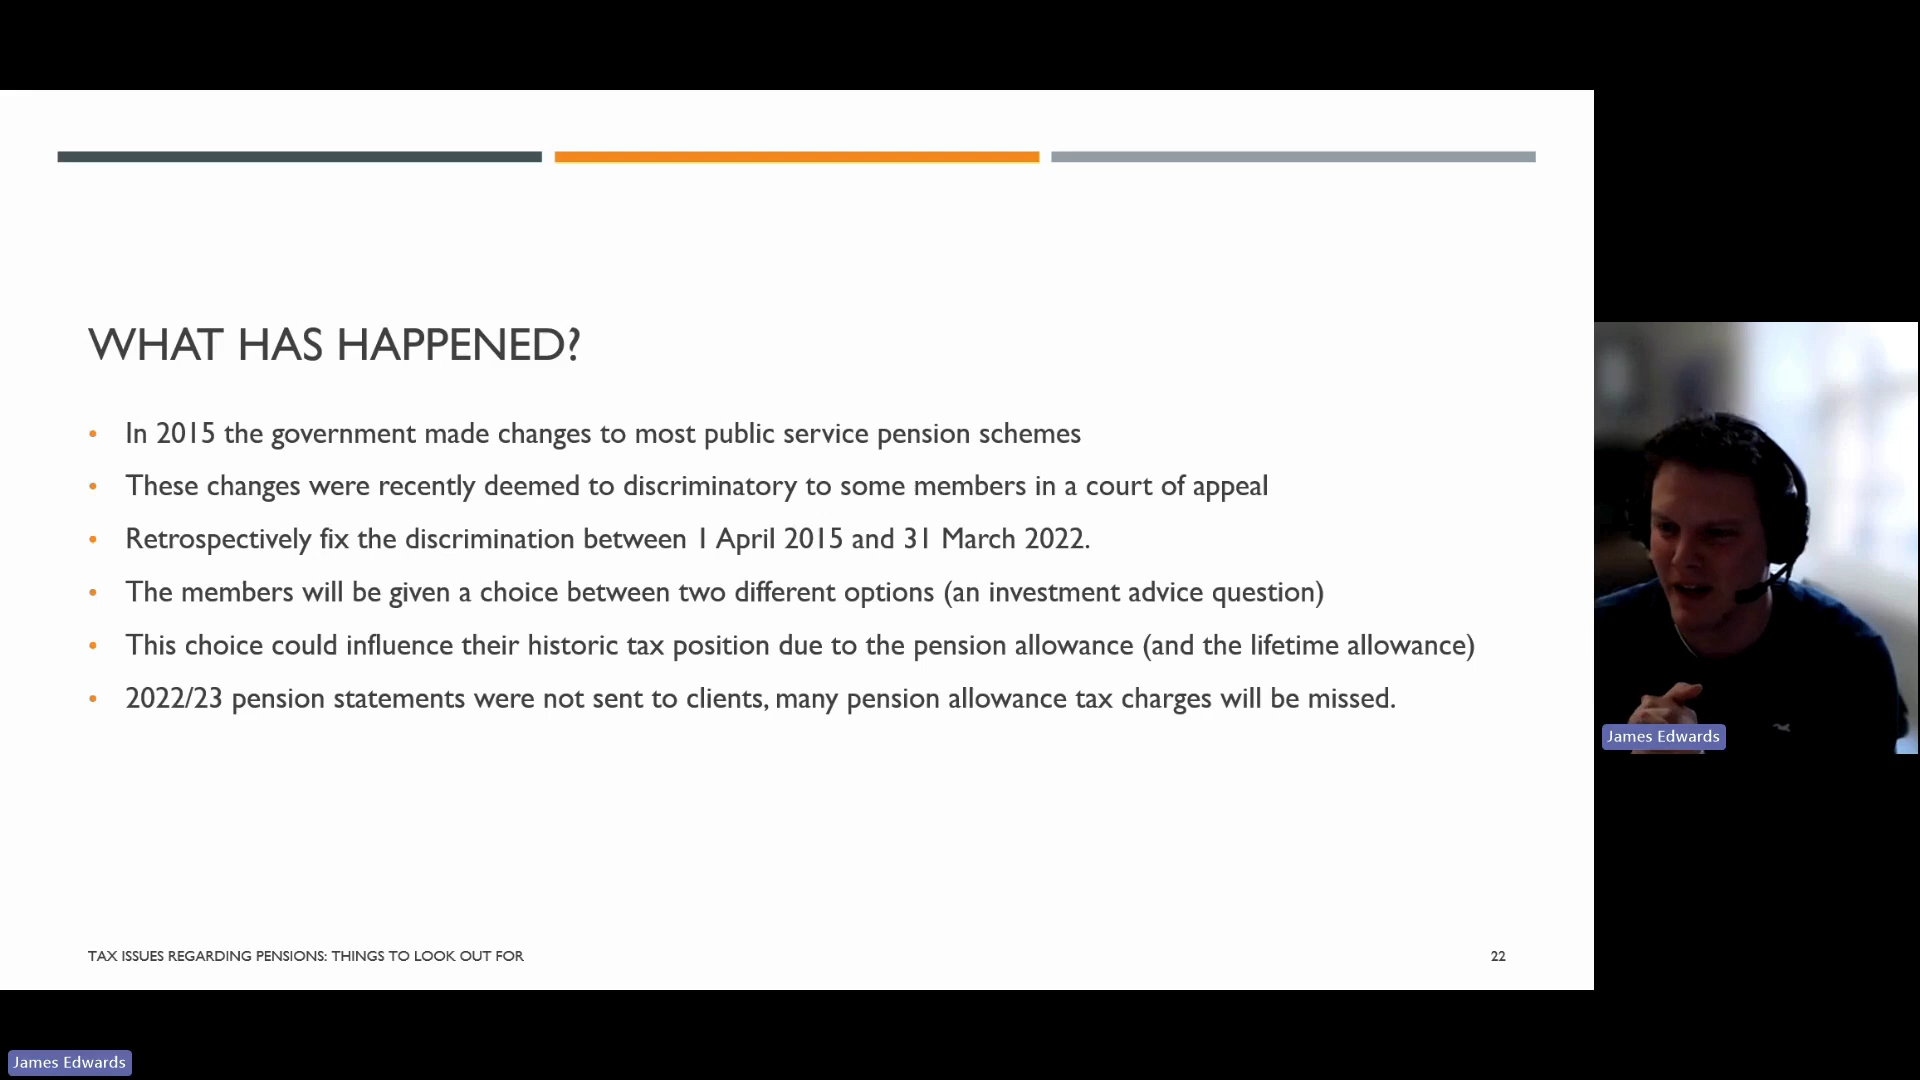 WHAT HAS HAPPENED?
• In 2015 the government made changes to most public service pension schemes
• These changes were recently deemed to discriminatory to some members in a court of appeal
• Retrospectively fix the discrimination between 1 April 2015 and 31 March 2022.
• The members will be given a choice between two different options (an investment advice question)
• This choice could influence their historic tax position due to the pension allowance (and the lifetime allowance)
• 2022/23 pension statements were not sent to clients, many pension allowance tax charges will be missed.
TAX ISSUES REGARDING PENSIONS: THINGS TO LOOK OUT FOR
22
James Edwards
James Edwards